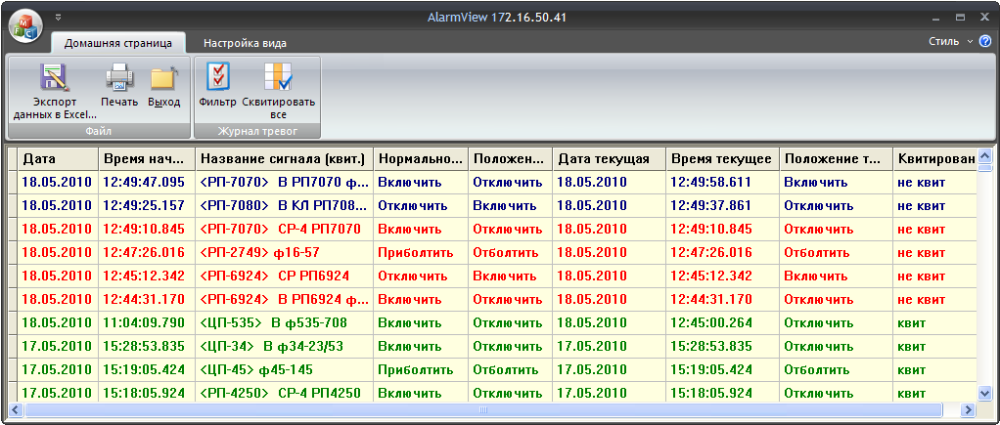 AlarmView 172.16.50.41
Домашняя страница Настройка вида Стиль
Экспорт данных в Excel... Печать Выход Фильтр Сквитировать все
Файл Журнал тревог
Дата Время нач... Название сигнала (квит.) Нормально... Положен... Дата текущая Время текущее Положение т... Квитирован
18.05.2010 12:49:47.095 <РП-7070> В РП7070 ф... Включить Отключить 18.05.2010 12:49:58.611 Включить не квит
18.05.2010 12:49:25.157 <РП-7080> В КЛ РП708... Отключить Включить 18.05.2010 12:49:37.861 Отключить не квит
18.05.2010 12:49:10.845 <РП-7070> СР-4 РП7070 Включить Отключить 18.05.2010 12:49:10.845 Отключить не квит
18.05.2010 12:47:26.016 <РП-2749> ф16-57 Приболтить Отболтить 18.05.2010 12:47:26.016 Отболтить не квит
18.05.2010 12:45:12.342 <РП-6924> СР РП6924 Отключить Включить 18.05.2010 12:45:12.342 Включить не квит
18.05.2010 12:44:31.170 <РП-6924> В РП6924 ф... Включить Отключить 18.05.2010 12:44:31.170 Отключить не квит
18.05.2010 11:04:09.790 <ЦП-535> В ф535-708 Включить Отключить 18.05.2010 12:45:00.264 Отключить квит
17.05.2010 15:28:53.835 <ЦП-34> В ф34-23/53 Включить Отключить 17.05.2010 15:28:53.835 Отключить квит
17.05.2010 15:19:05.424 <ЦП-45> ф45-145 Приболтить Отболтить 17.05.2010 15:19:05.424 Отболтить квит
17.05.2010 15:18:05.924 <РП-4250> СР-4 РП4250 Включить Отключить 17.05.2010 15:18:05.924 Отключить квит